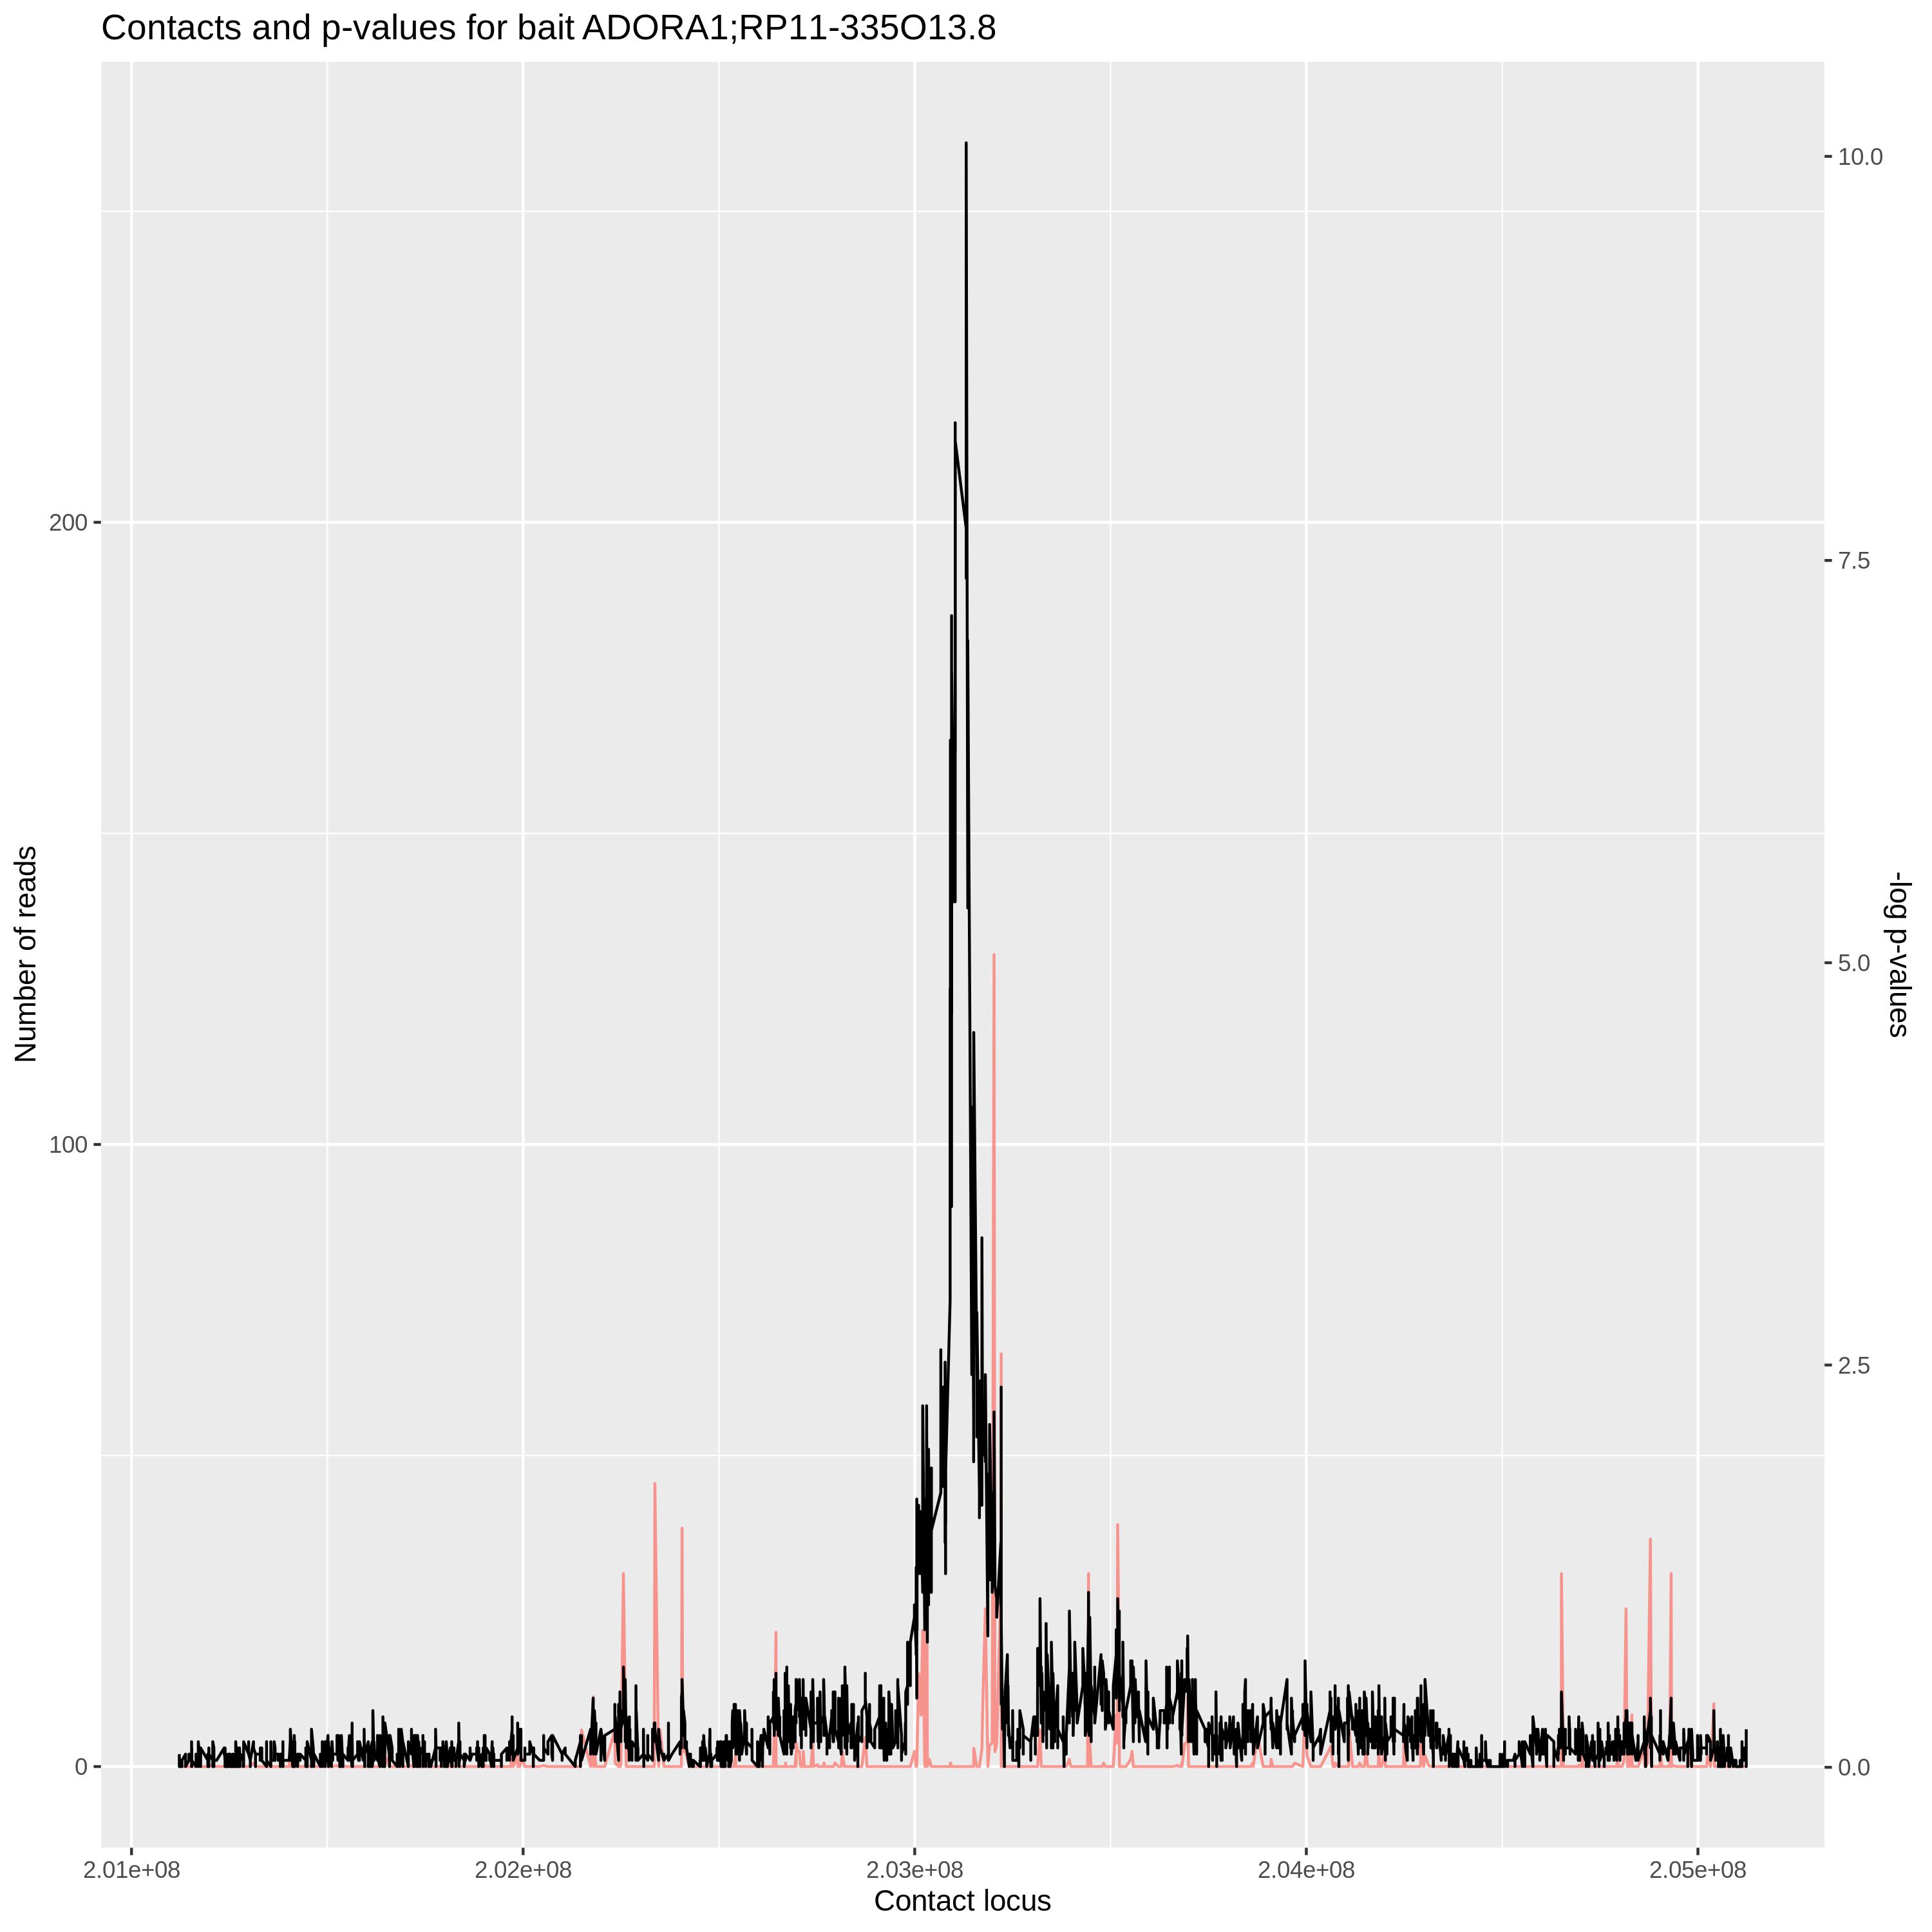 Contacts and p-values for bait ADORA1;RP11-335O13.8
Number of reads
200
100
0
10.0
7.5
5.0
2.5
0.0
-log p-values
2.01e+08
2.02e+08
2.03e+08
2.04e+08
2.05e+08
Contact locus